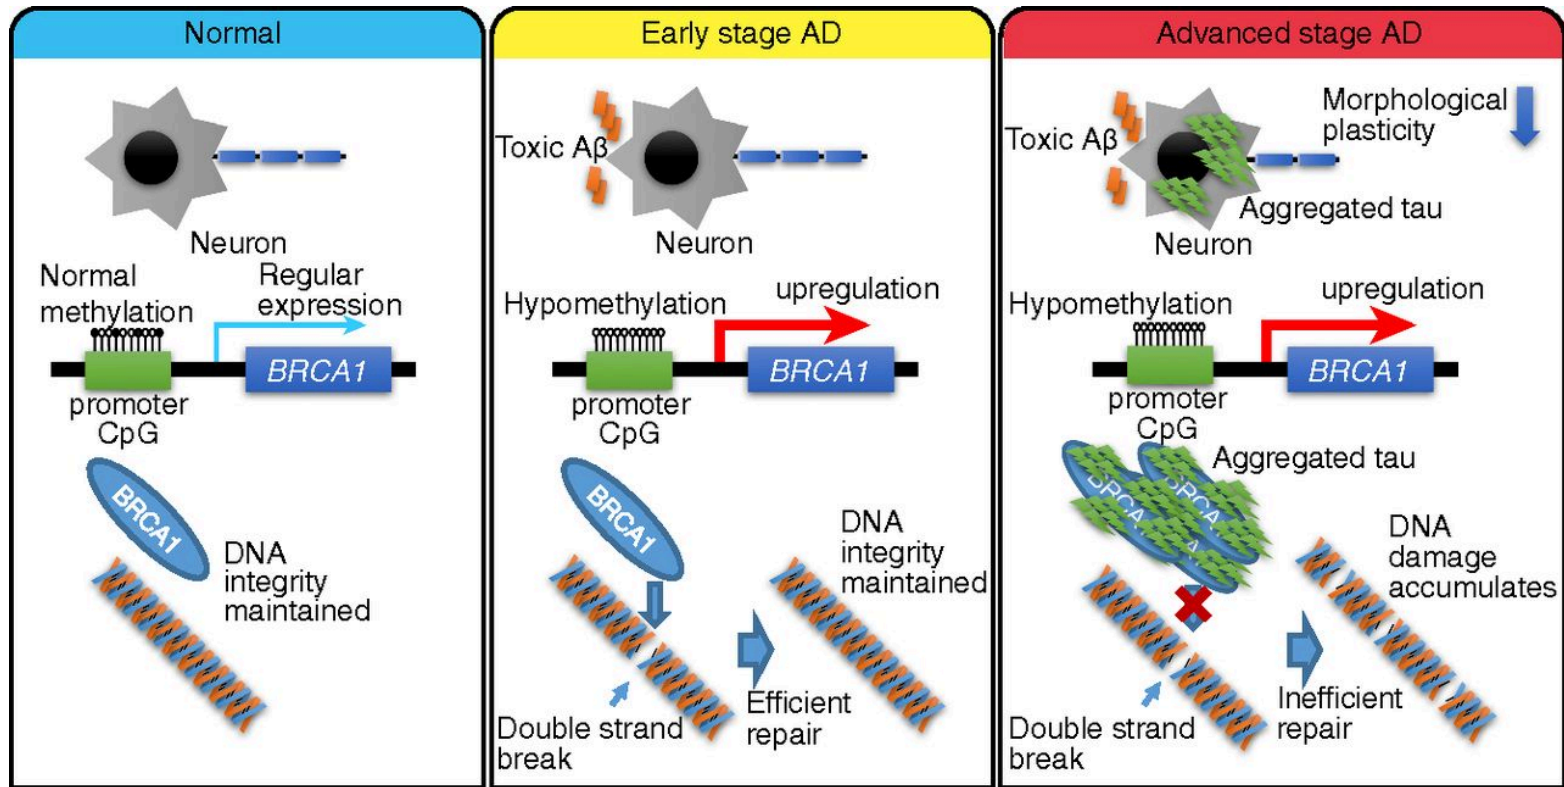 Normal
Neuron
Normal
methylation
Regular
expression
BRCA1
promoter
CpG
BRCA1
DNA
integrity
maintained
Early stage AD
Toxic Aβ
Neuron
Hypomethylation
upregulation
BRCA1
promoter
CpG
BRCA1
DNA
integrity
maintained
Double strand
break
Efficient
repair
Advanced stage AD
Toxic Aβ
Morphological
plasticity
Aggregated tau
Neuron
Hypomethylation
upregulation
BRCA1
promoter
CpG
Aggregated tau
BRCA1
DNA
damage
accumulates
Double strand
break
Inefficient
repair